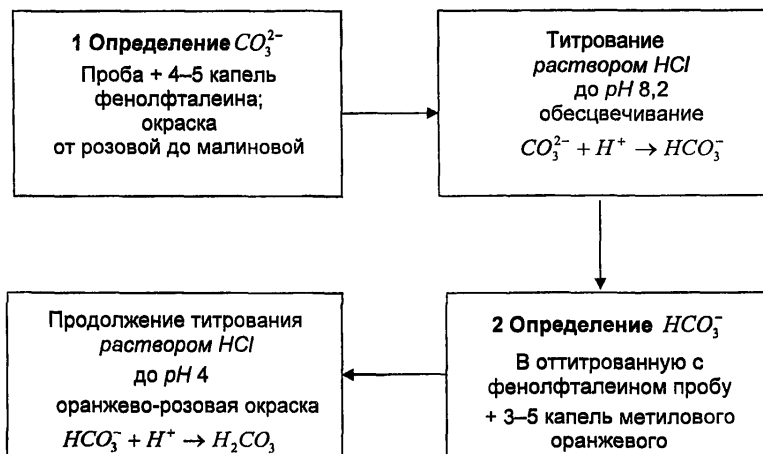 1 Определение CO₃²⁻
Проба + 4–5 капель
фенолфталеина;
окраска
от розовой до малиновой
Титрование
раствором HCl
до pH 8,2
обесцвечивание
CO₃²⁻ + H⁺ → HCO₃⁻
2 Определение HCO₃⁻
В оттитрованную с
фенолфталеином пробу
+ 3–5 капель метилового
оранжевого
Продолжение титрования
раствором HCl
до pH 4
оранжево-розовая окраска
HCO₃⁻ + H⁺ → H₂CO₃